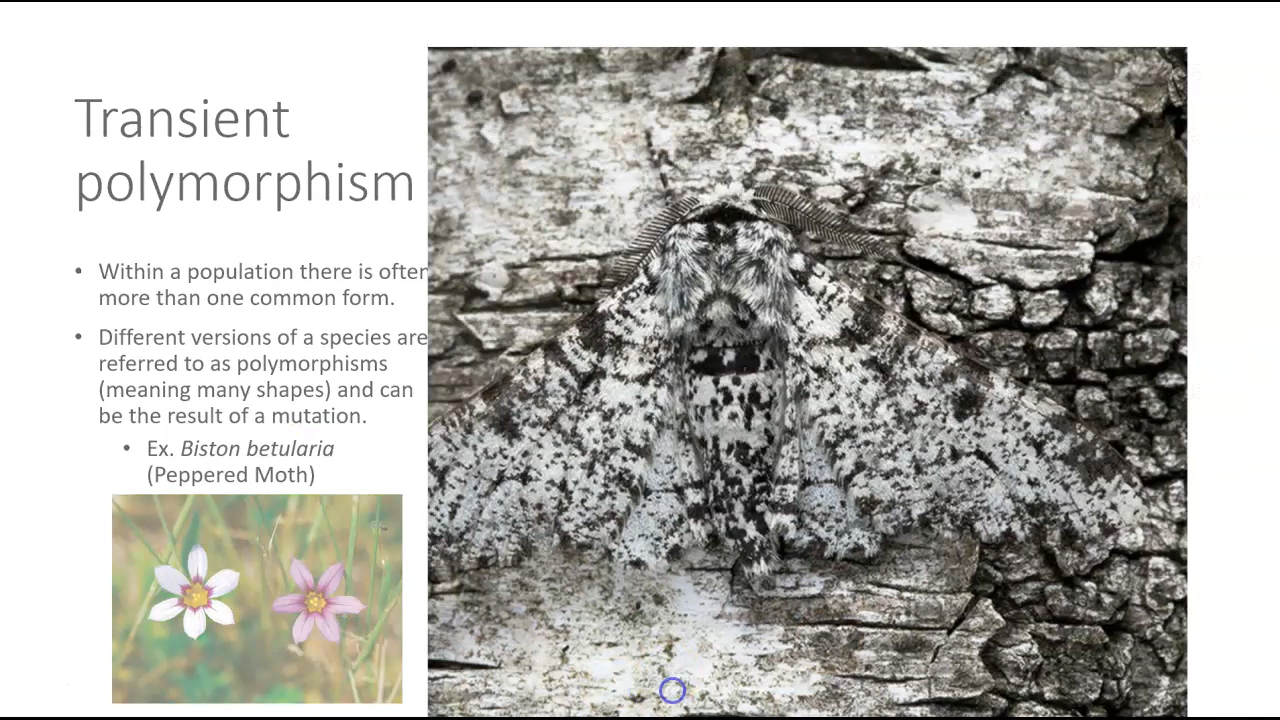 Transient
polymorphism
• Within a population there is often
more than one common form.
• Different versions of a species are
referred to as polymorphisms
(meaning many shapes) and can
be the result of a mutation.
• Ex. Biston betularia
(Peppered Moth)